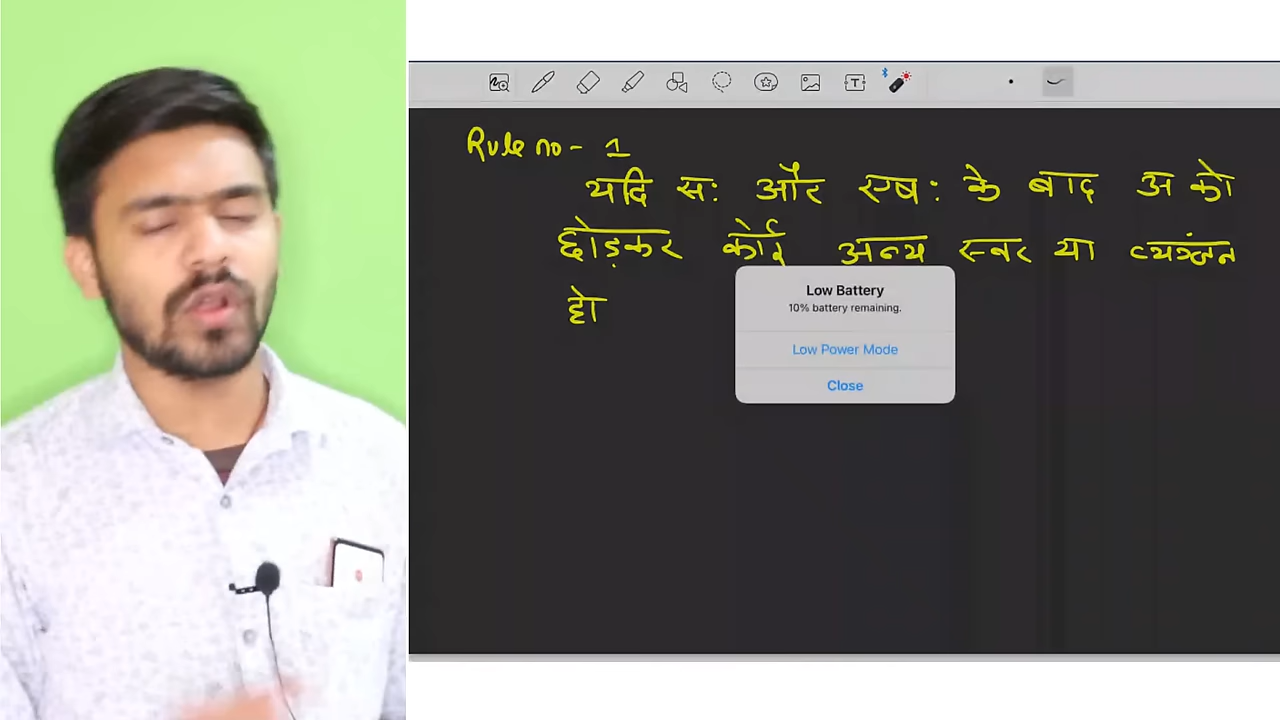 Rule no - 1
यदि सः और एषः के बाद अ को
छोड़कर कोई अन्य स्वर या व्यंञ्जन
हो
Low Battery
10% battery remaining.
Low Power Mode
Close